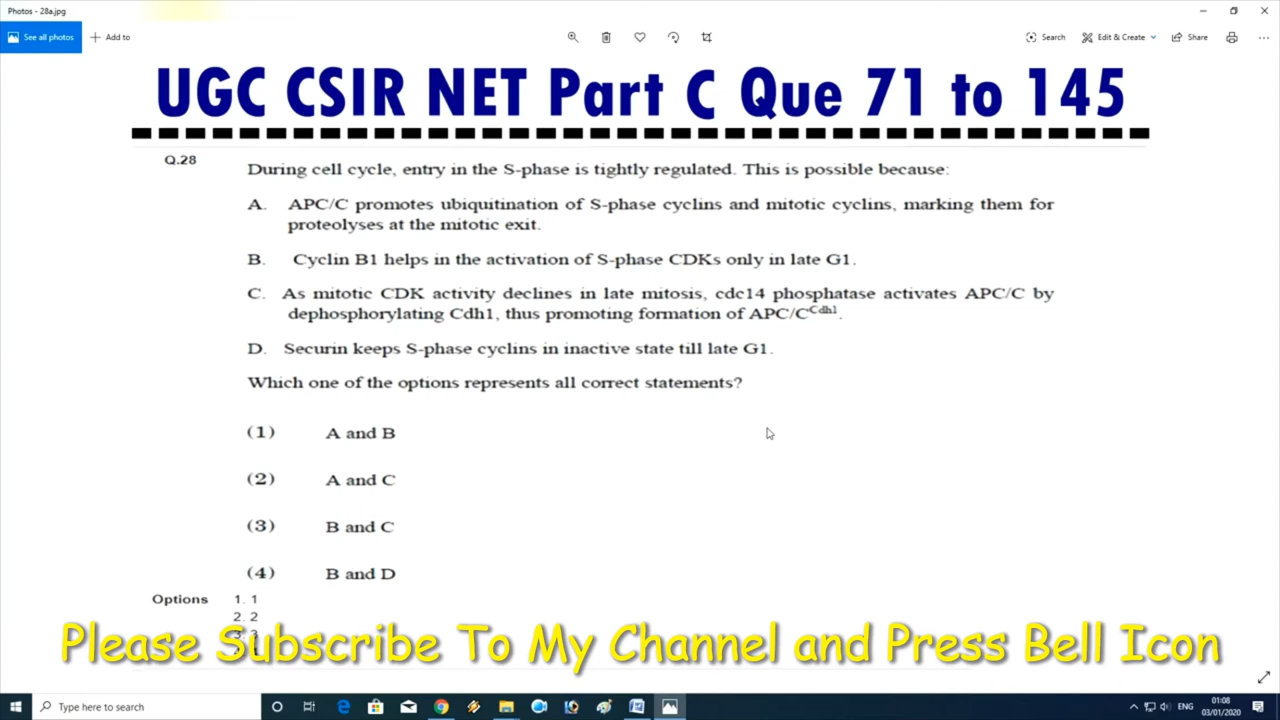 Photos - 28a.jpg
See all photos
Add to
Search
Edit & Create
Share
UGC CSIR NET Part C Que 71 to 145
Q.28
During cell cycle, entry in the S-phase is tightly regulated. This is possible because:
A. APC/C promotes ubiquitination of S-phase cyclins and mitotic cyclins, marking them for
proteolyses at the mitotic exit.
B. Cyclin B1 helps in the activation of S-phase CDKs only in late G1.
C. As mitotic CDK activity declines in late mitosis, cdc14 phosphatase activates APC/C by
dephosphorylating Cdh1, thus promoting formation of APC/CCdh1.
D. Securin keeps S-phase cyclins in inactive state till late G1.
Which one of the options represents all correct statements?
(1) A and B
(2) A and C
(3) B and C
(4) B and D
Options 1. 1
2. 2
3. 3
Please Subscribe To My Channel and Press Bell Icon
Type here to search
ENG
01:08
03/01/2020